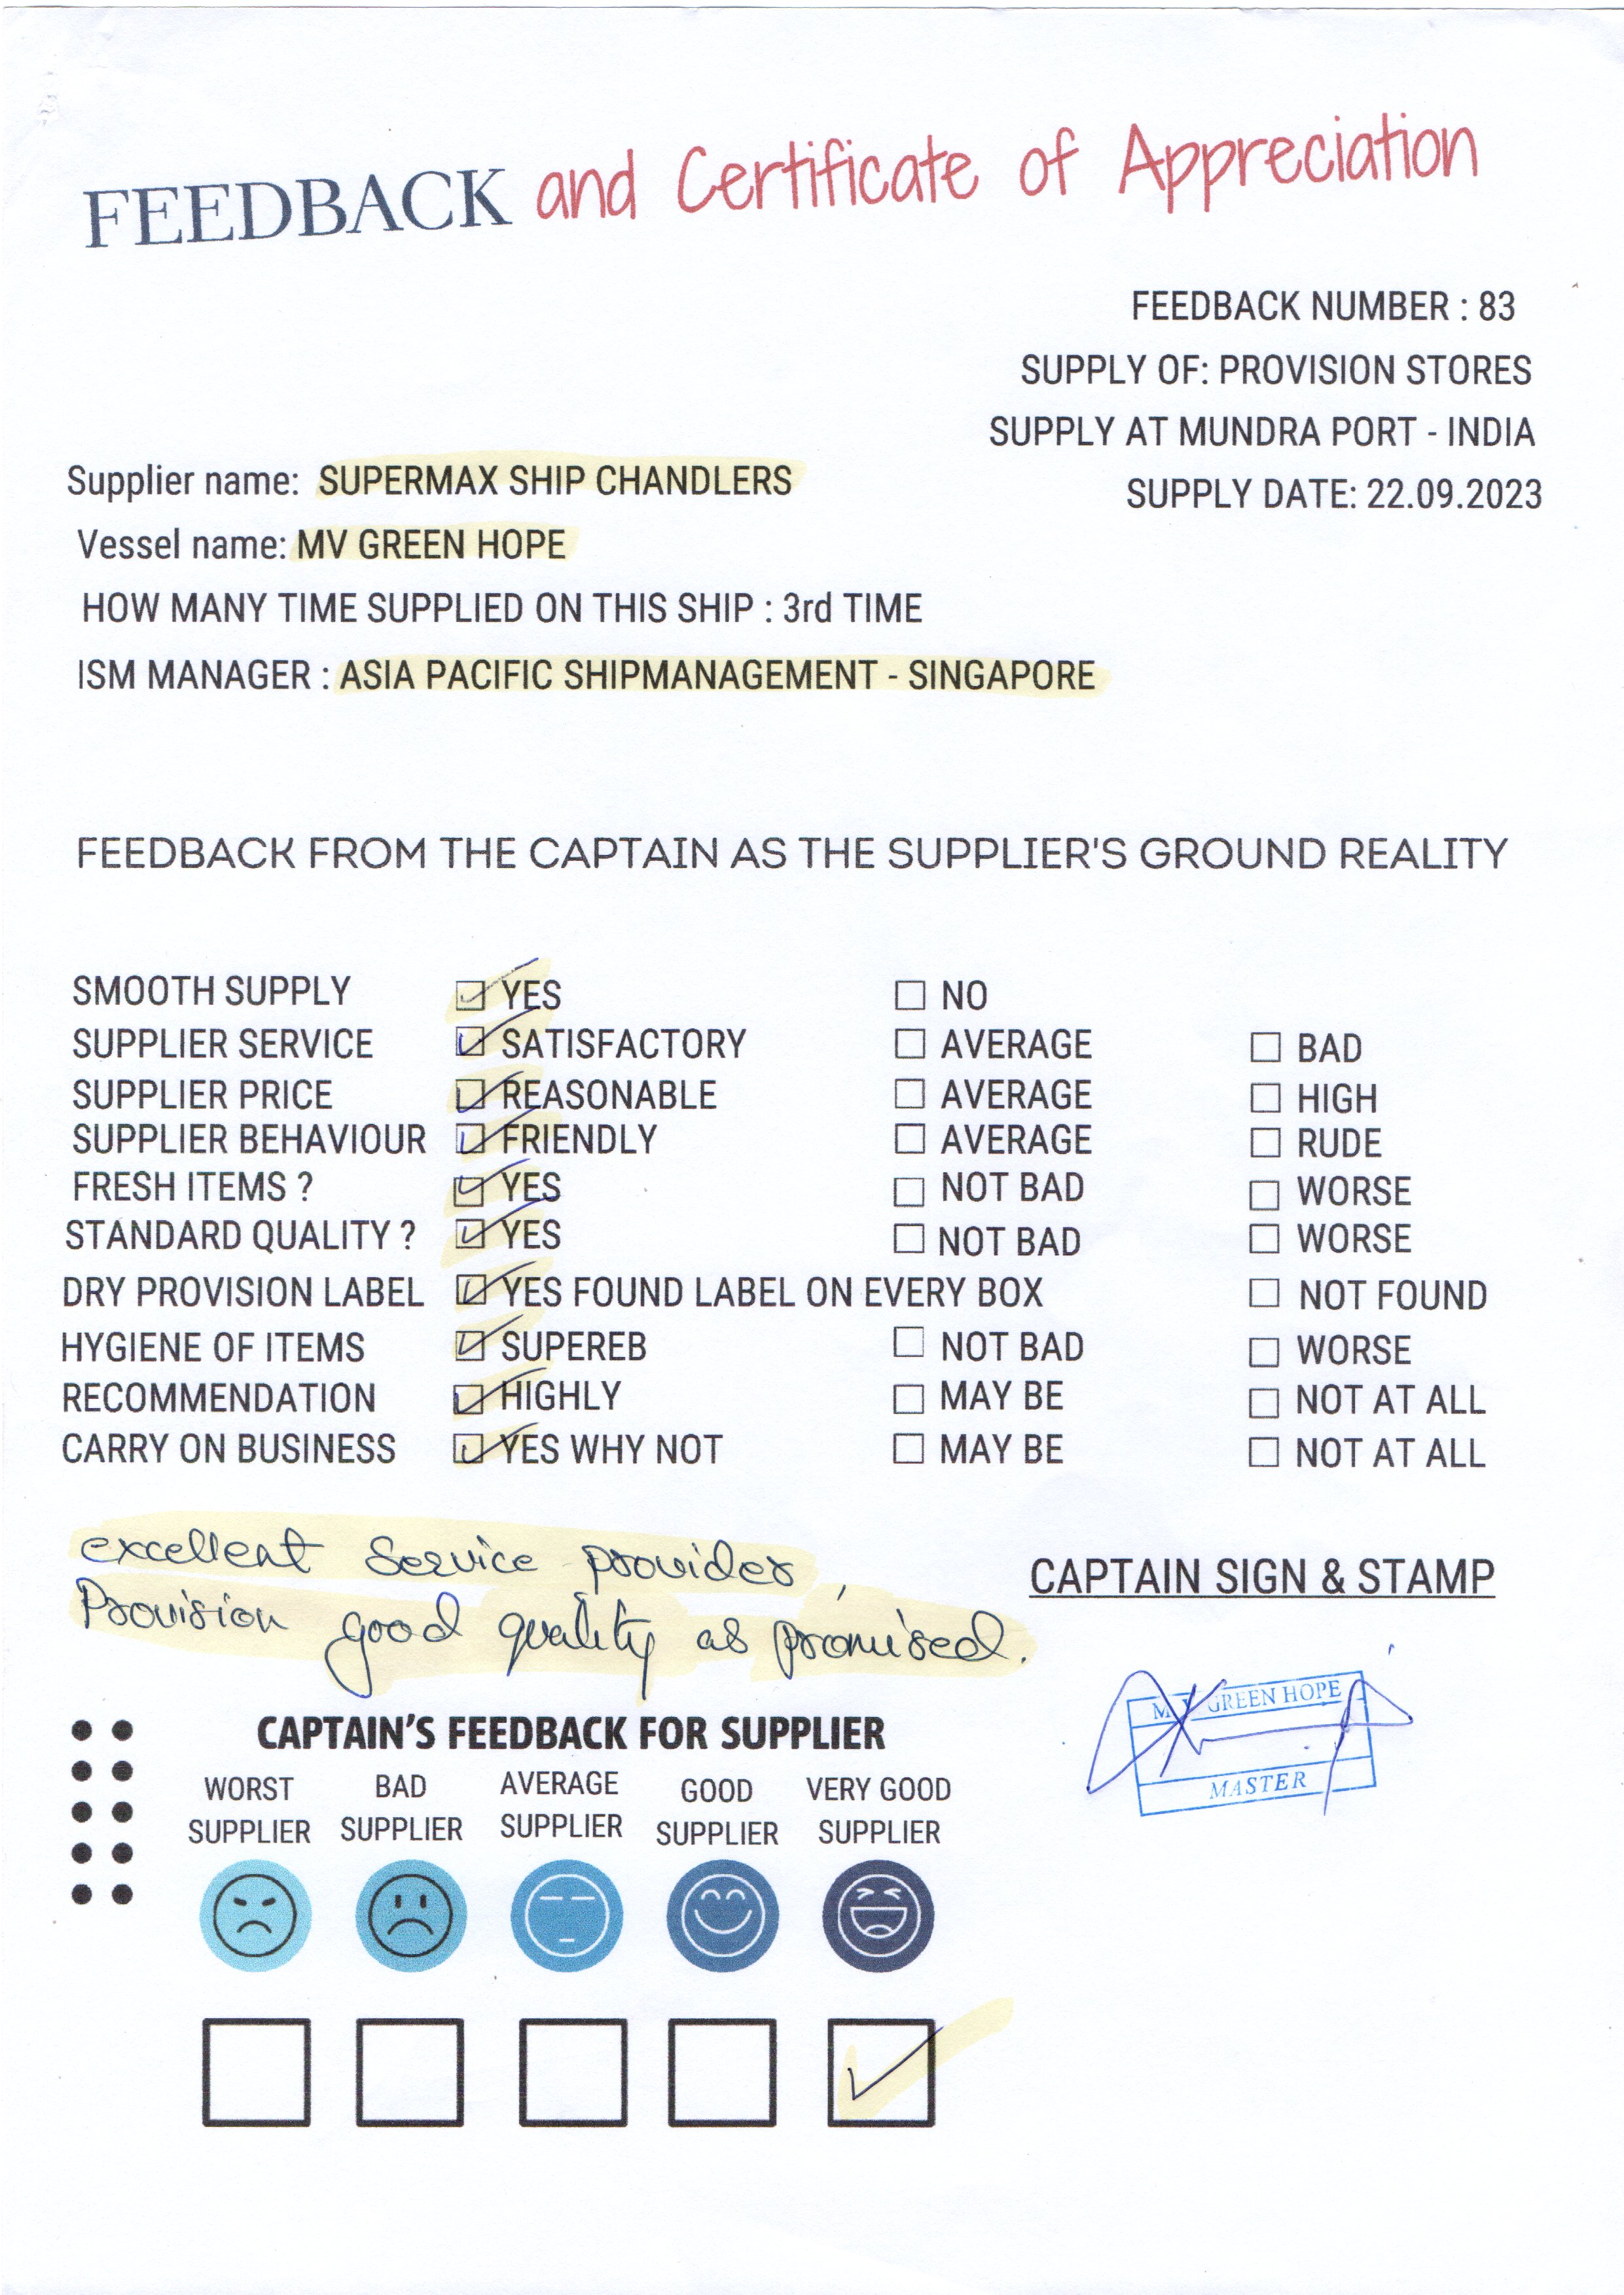 FEEDBACK and Certificate of Appreciation
FEEDBACK NUMBER : 83
SUPPLY OF: PROVISION STORES
SUPPLY AT MUNDRA PORT - INDIA
SUPPLY DATE: 22.09.2023
Supplier name: SUPERMAX SHIP CHANDLERS
Vessel name: MV GREEN HOPE
HOW MANY TIME SUPPLIED ON THIS SHIP : 3rd TIME
ISM MANAGER : ASIA PACIFIC SHIPMANAGEMENT - SINGAPORE
FEEDBACK FROM THE CAPTAIN AS THE SUPPLIER'S GROUND REALITY
SMOOTH SUPPLY YES NO
SUPPLIER SERVICE SATISFACTORY AVERAGE BAD
SUPPLIER PRICE REASONABLE AVERAGE HIGH
SUPPLIER BEHAVIOUR FRIENDLY AVERAGE RUDE
FRESH ITEMS ? YES NOT BAD WORSE
STANDARD QUALITY ? YES NOT BAD WORSE
DRY PROVISION LABEL YES FOUND LABEL ON EVERY BOX NOT FOUND
HYGIENE OF ITEMS SUPEREB NOT BAD WORSE
RECOMMENDATION HIGHLY MAY BE NOT AT ALL
CARRY ON BUSINESS YES WHY NOT MAY BE NOT AT ALL
excellent Service provider,
Provision good quality as promised.
CAPTAIN SIGN & STAMP
M.V GREEN HOPE
MASTER
CAPTAIN'S FEEDBACK FOR SUPPLIER
WORST SUPPLIER
BAD SUPPLIER
AVERAGE SUPPLIER
GOOD SUPPLIER
VERY GOOD SUPPLIER